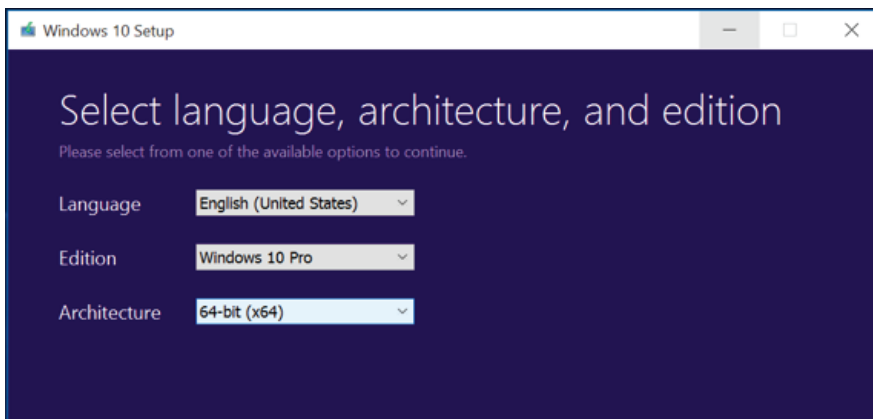 Windows 10 Setup
Select language, architecture, and edition
Please select from one of the available options to continue.
Language English (United States)
Edition Windows 10 Pro
Architecture 64-bit (x64)